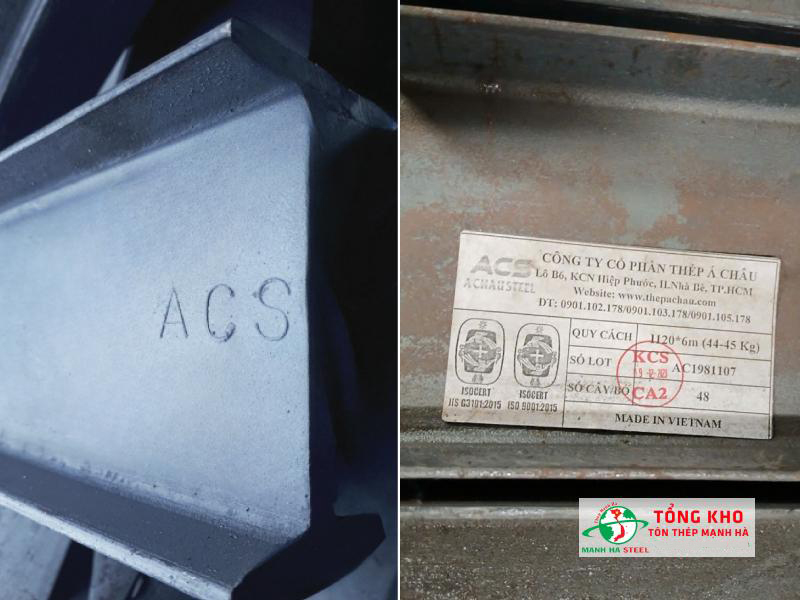 ACS
ACS
A CHAU STEEL
CÔNG TY CỔ PHẦN THÉP Á CHÂU
Lô B6, KCN Hiệp Phước, H.Nhà Bè, TP.HCM
Website: www.thepachau.com
ĐT: 0901.102.178/0901.103.178/0901.105.178
ISOCERT
JIS G3101:2015
ISOCERT
ISO 9001:2015
QUY CÁCH I120*6m (44-45 Kg)
SỐ LOT AC1981107
SỐ CÂY/BÓ 48
KCS
CA2
MADE IN VIETNAM
MANH HA STEEL
TỔNG KHO
TÔN THÉP MẠNH HÀ